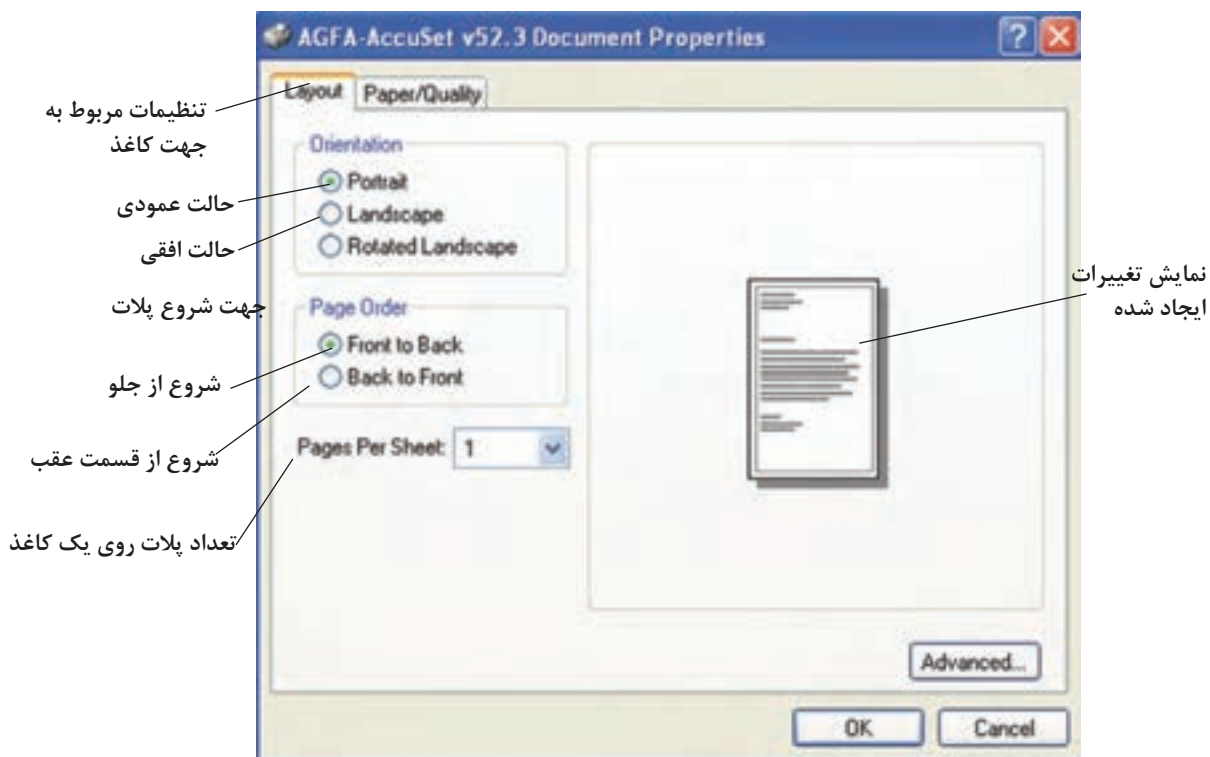 AGFA-AccuSet v52.3 Document Properties
Layout
Paper/Quality
تنظیمات مربوط به
جهت کاغذ
Orientation
Portrait
حالت عمودی
Landscape
حالت افقی
Rotated Landscape
جهت شروع پلات
Page Order
Front to Back
شروع از جلو
Back to Front
شروع از قسمت عقب
Pages Per Sheet: 1
تعداد پلات روی یک کاغذ
نمایش تغییرات
ایجاد شده
Advanced...
OK
Cancel